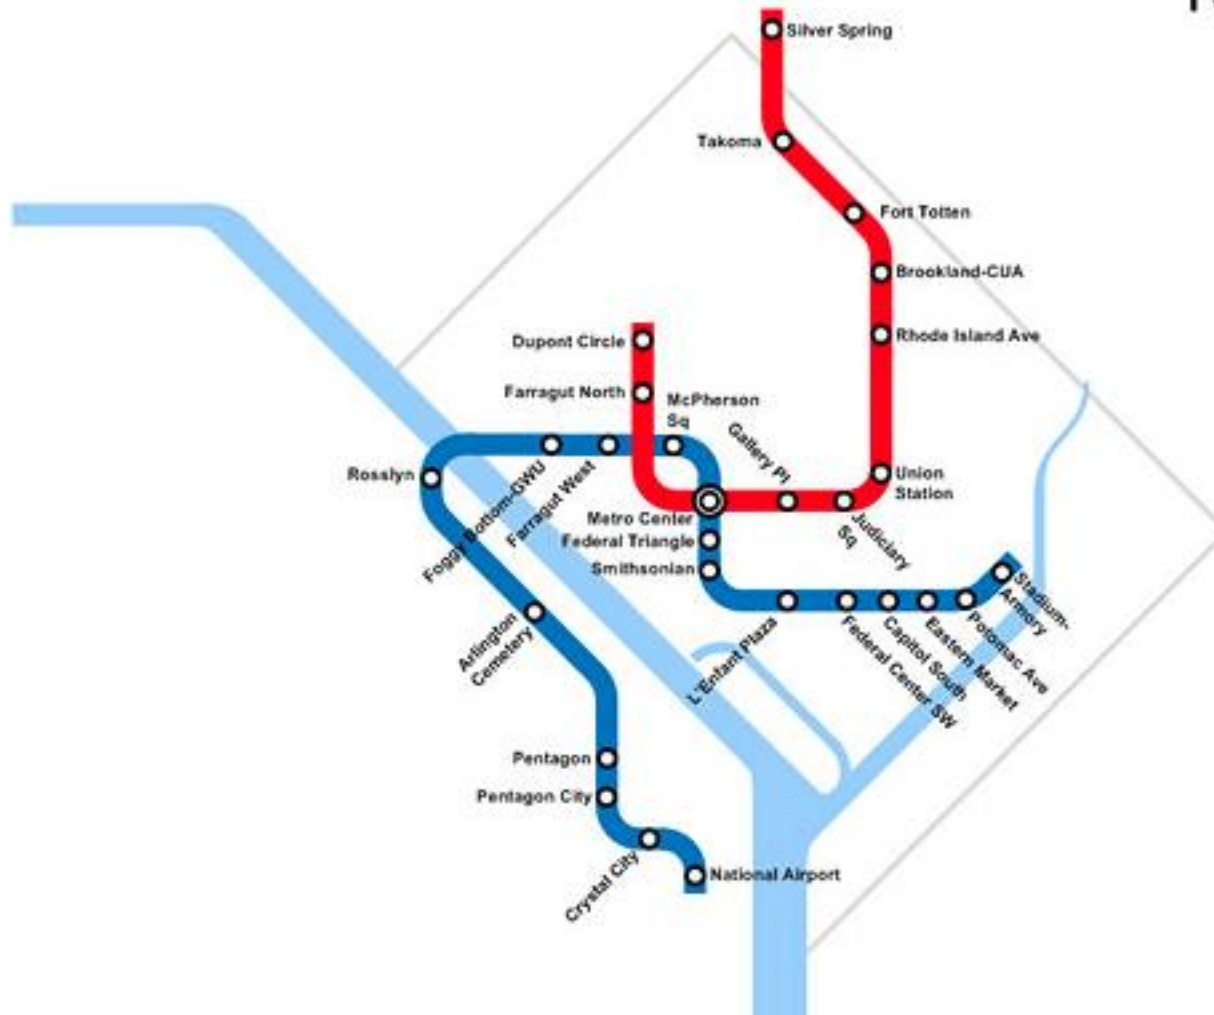 Silver Spring
Takoma
Fort Totten
Brookland-CUA
Rhode Island Ave
Dupont Circle
Farragut North
McPherson
Sq
Gallery Pl
Rosslyn
Foggy Bottom-GWU
Farragut West
Union
Station
Metro Center
Judiciary
Sq
Federal Triangle
Smithsonian
Stadium-
Armory
Arlington
Cemetery
L'Enfant Plaza
Federal Center SW
Capitol South
Eastern Market
Potomac Ave
Pentagon
Pentagon City
Crystal City
National Airport